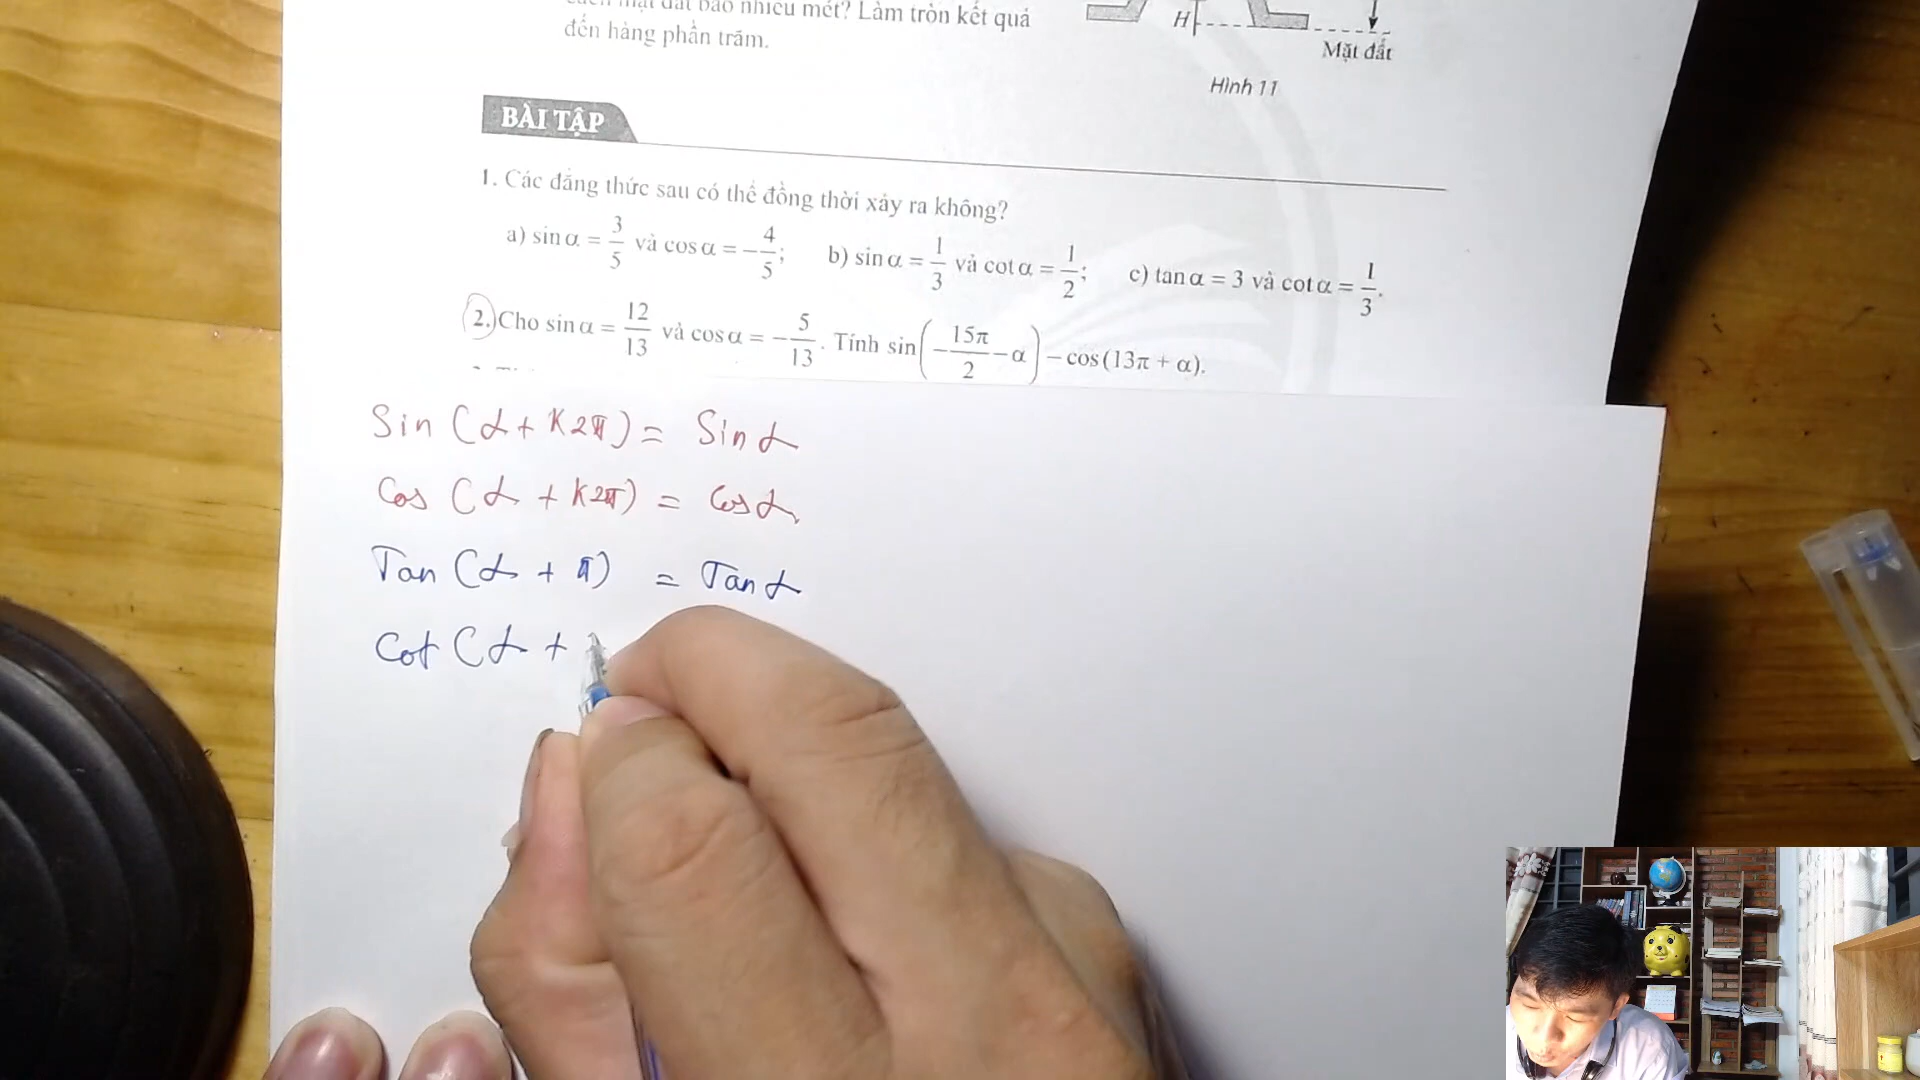 mặt đất bao nhiêu mét? Làm tròn kết quả
đến hàng phần trăm.
H
Mặt đất
Hình 11
BÀI TẬP
1. Các đẳng thức sau có thể đồng thời xảy ra không?
a) sin α = 3/5 và cos α = -4/5; b) sin α = 1/3 và cot α = 1/2; c) tan α = 3 và cot α = 1/3.
2. Cho sin α = 12/13 và cos α = -5/13. Tính sin(-15π/2 - α) - cos(13π + α).
Sin (α + K2π) = Sin α
Cos (α + K2π) = Cos α
Tan (α + π) = Tan α
Cot (α +